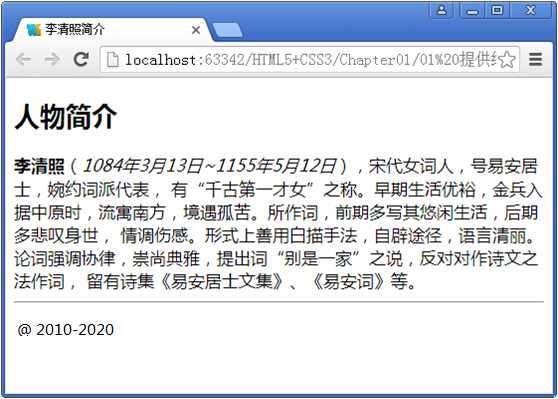 李清照简介
localhost:63342/HTML5+CSS3/Chapter01/01%20提供
人物简介
李清照（1084年3月13日~1155年5月12日），宋代女词人，号易安居
士，婉约词派代表， 有“千古第一才女”之称。早期生活优裕，金兵入
据中原时，流寓南方，境遇孤苦。所作词，前期多写其悠闲生活，后期
多悲叹身世， 情调伤感。形式上善用白描手法，自辟途径，语言清丽。
论词强调协律，崇尚典雅，提出词“别是一家”之说，反对对作诗文之
法作词， 留有诗集《易安居士文集》、《易安词》等。
@ 2010-2020